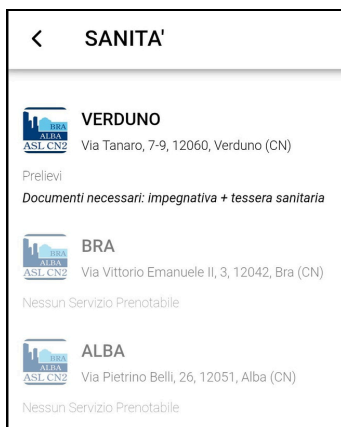 SANITA'
BRA
ALBA
ASL CN2
VERDUNO
Via Tanaro, 7-9, 12060, Verduno (CN)
Prelievi
Documenti necessari: impegnativa + tessera sanitaria
BRA
ALBA
ASL CN2
BRA
Via Vittorio Emanuele II, 3, 12042, Bra (CN)
Nessun Servizio Prenotabile
BRA
ALBA
ASL CN2
ALBA
Via Pietrino Belli, 26, 12051, Alba (CN)
Nessun Servizio Prenotabile